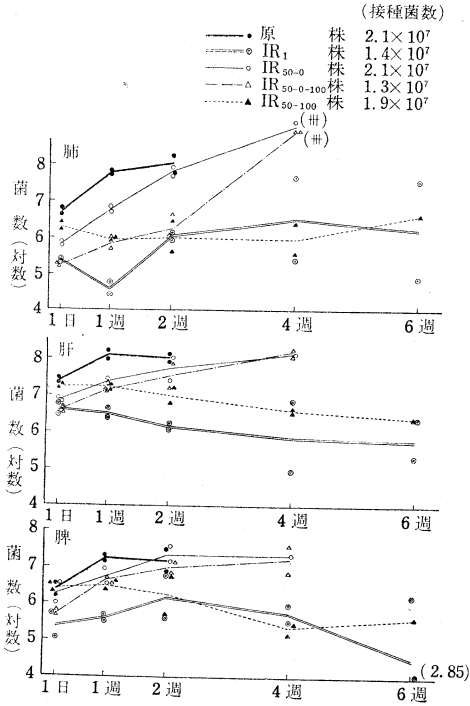 (接種菌数)
原 株 2.1×10⁷
IR₁ 株 1.4×10⁷
IR₅₀₋₀ 株 2.1×10⁷
IR₅₀₋₀₋₁₀₀ 株 1.3×10⁷
IR₅₀₋₁₀₀ 株 1.9×10⁷
肺
(卌)
(卌)
菌数(対数)
8
7
6
5
4
1日 1週 2週 4週 6週
肝
菌数(対数)
8
7
6
5
4
1日 1週 2週 4週 6週
脾
菌数(対数)
8
7
6
5
4
(2.85)
1日 1週 2週 4週 6週